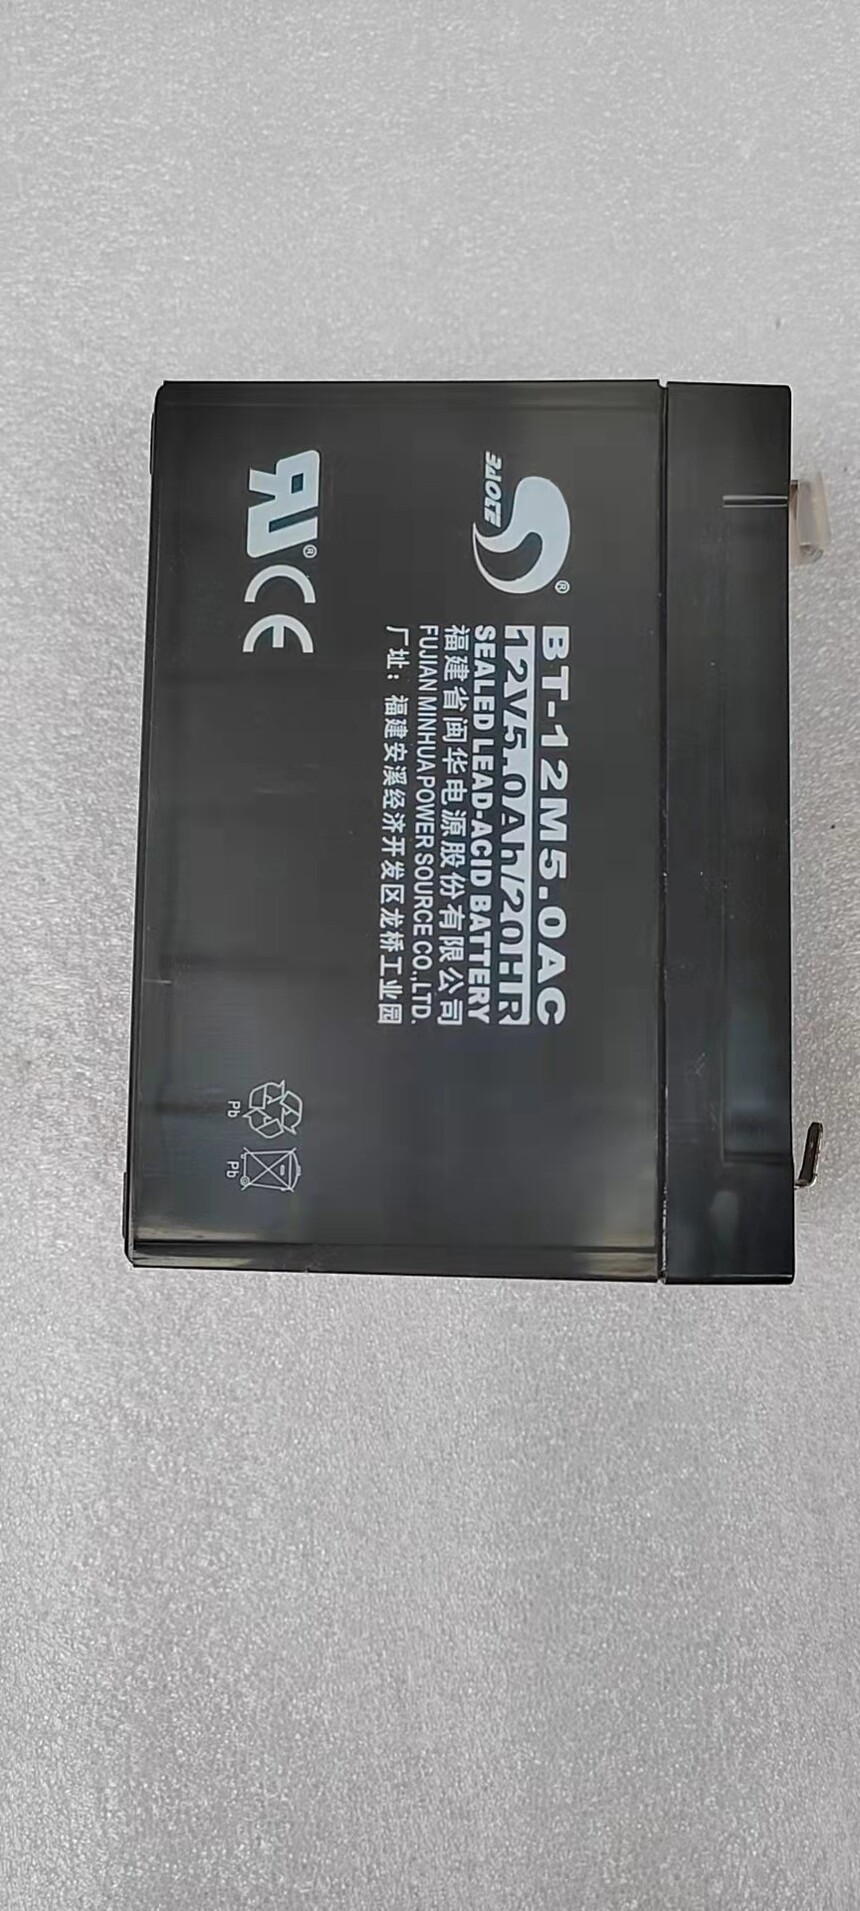 BT-12M5.0AC
12V5.0Ah/20HR
SEALED LEAD-ACID BATTERY
福建省闽华电源股份有限公司
FUJIAN MINHUA POWER SOURCE CO.,LTD.
厂址：福建安溪经济开发区龙桥工业园
®
®
CE
Pb
Pb